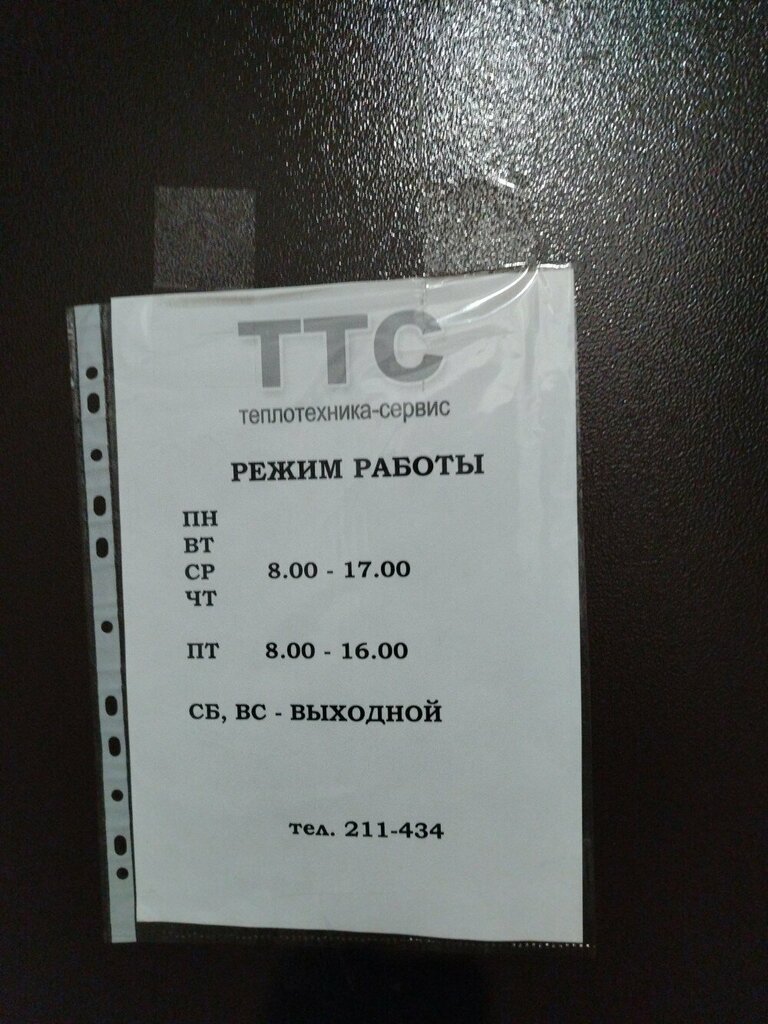 ТТС
теплотехника-сервис
РЕЖИМ РАБОТЫ
ПН
ВТ
СР 8.00 - 17.00
ЧТ
ПТ 8.00 - 16.00
СБ, ВС - ВЫХОДНОЙ
тел. 211-434